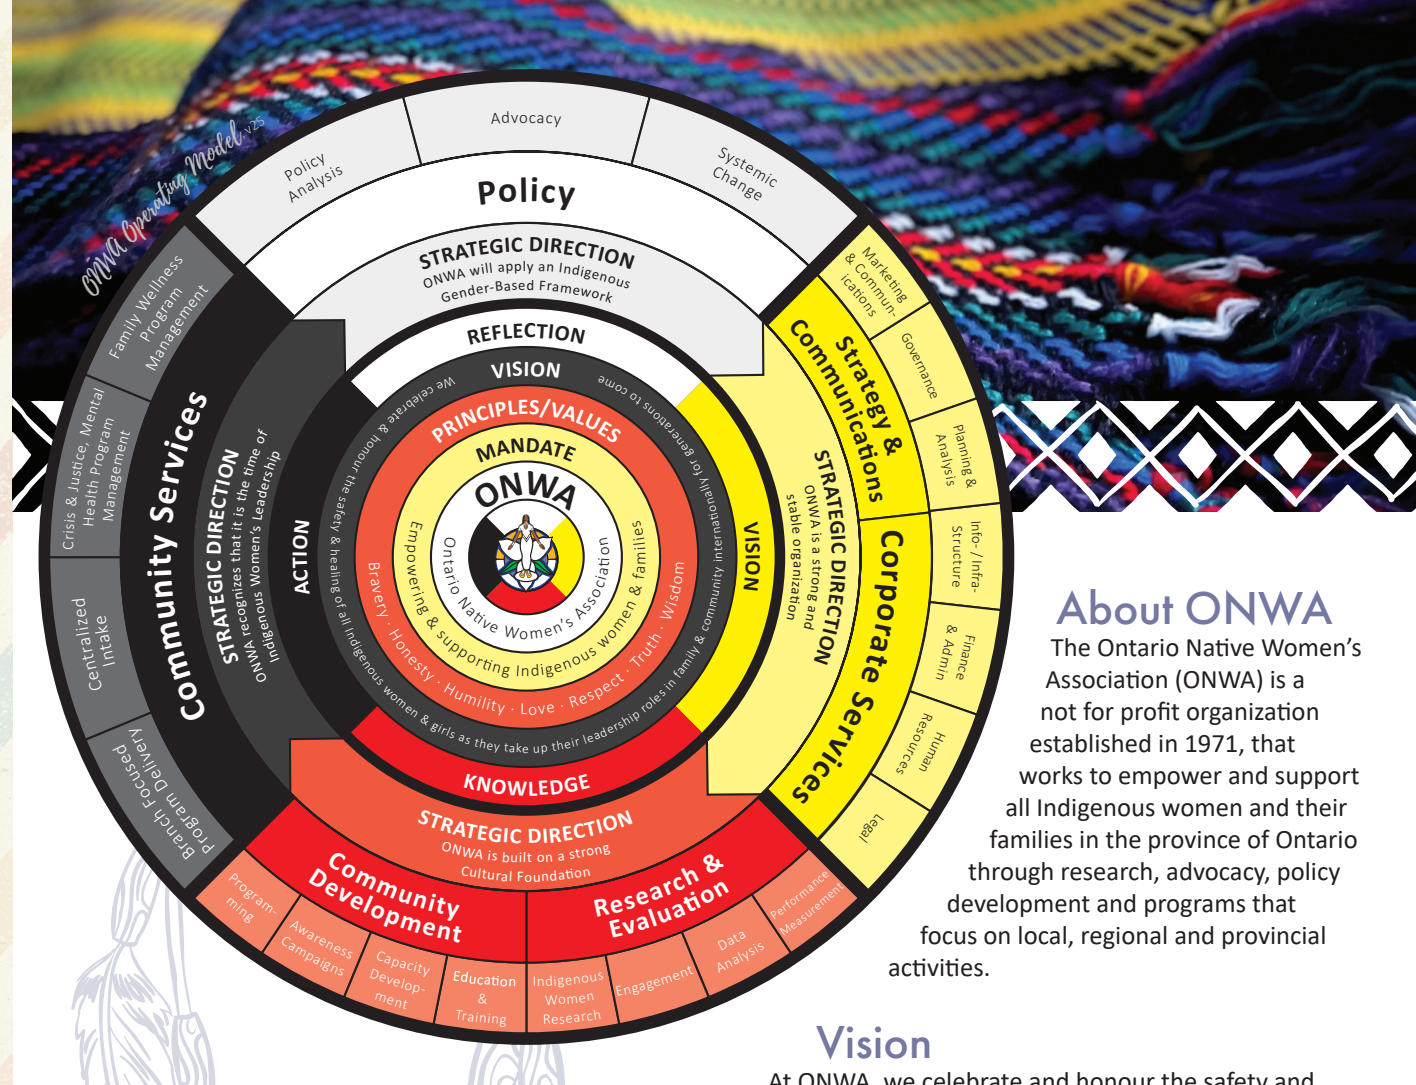 ONWA Operating Model v25
Policy
Analysis
Advocacy
Systemic
Change
Policy
STRATEGIC DIRECTION
ONWA will apply an Indigenous
Gender-Based Framework
REFLECTION
VISION
We celebrate & honour the safety & healing of all Indigenous women & girls as they take up their leadership roles in family & community internationally for generations to come
PRINCIPLES/VALUES
Bravery · Honesty · Humility · Love · Respect · Truth · Wisdom
MANDATE
Empowering & supporting Indigenous women & families
ONWA
Ontario Native Women's Association
Family Wellness
Program
Management
Crisis & Justice, Mental
Health Program
Management
Centralized
Intake
Branch Focused
Program Delivery
Community Services
STRATEGIC DIRECTION
ONWA recognizes that it is the time of
Indigenous Women's Leadership
ACTION
VISION
STRATEGIC DIRECTION
ONWA is a strong and
stable organization
Strategy &
Communications
Corporate Services
Marketing
& Commun-
ications
Governance
Planning &
Analysis
Info- / Infra-
Structure
Finance
& Admin
Human
Resources
Legal
KNOWLEDGE
STRATEGIC DIRECTION
ONWA is built on a strong
Cultural Foundation
Community
Development
Research &
Evaluation
Program-
ming
Awareness
Campaigns
Capacity
Develop-
ment
Education
&
Training
Indigenous
Women
Research
Engagement
Data
Analysis
Performance
Measurement
About ONWA
The Ontario Native Women's
Association (ONWA) is a
not for profit organization
established in 1971, that
works to empower and support
all Indigenous women and their
families in the province of Ontario
through research, advocacy, policy
development and programs that
focus on local, regional and provincial
activities.
Vision
At ONWA, we celebrate and honour the safety and